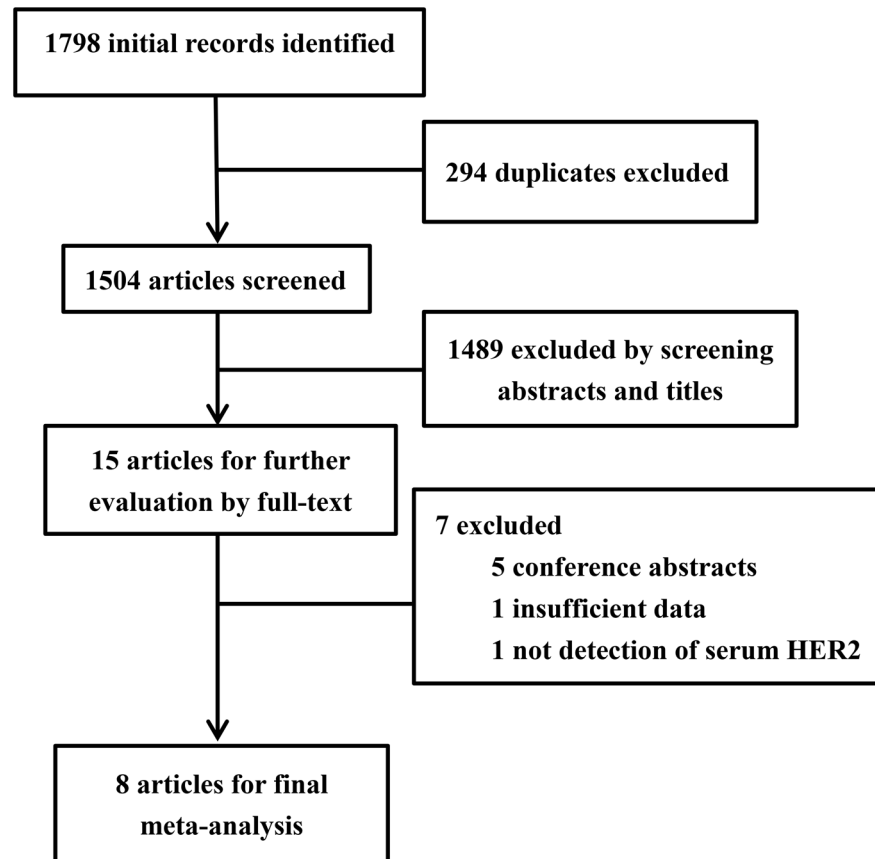 1798 initial records identified
294 duplicates excluded
1504 articles screened
1489 excluded by screening
abstracts and titles
15 articles for further
evaluation by full-text
7 excluded
5 conference abstracts
1 insufficient data
1 not detection of serum HER2
8 articles for final
meta-analysis